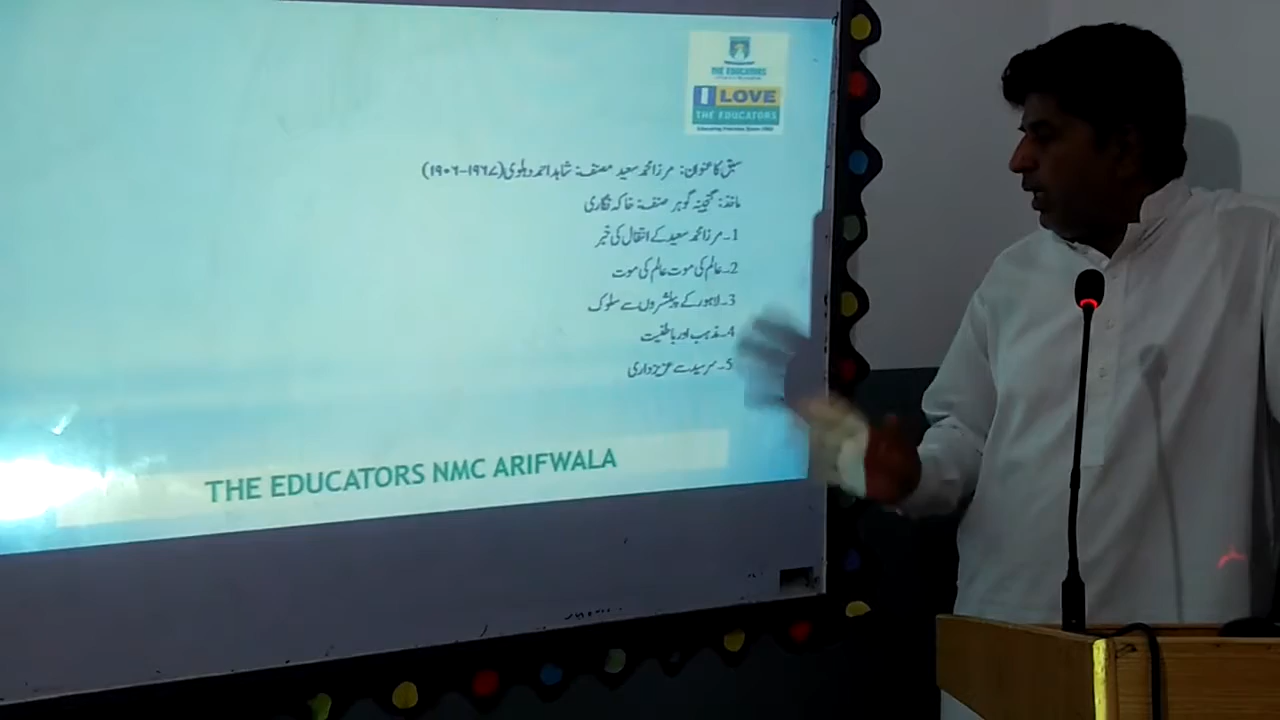 THE EDUCATORS
I LOVE
THE EDUCATORS
سبق کا عنوان: مرزا محمد سعید مصنف: شاہد احمد دہلوی (۱۹۶۷-۱۹۰۶)
ماخذ: گنجینہ گوہر صنف: خاکہ نگاری
1۔ مرزا محمد سعید کے انتقال کی خبر
2۔ عالم کی موت عالم کی موت
3۔ لاہور کے پبلشروں سے سلوک
4۔ مذہب اور باطنیت
5۔ سرسید سے عزیز داری
THE EDUCATORS NMC ARIFWALA